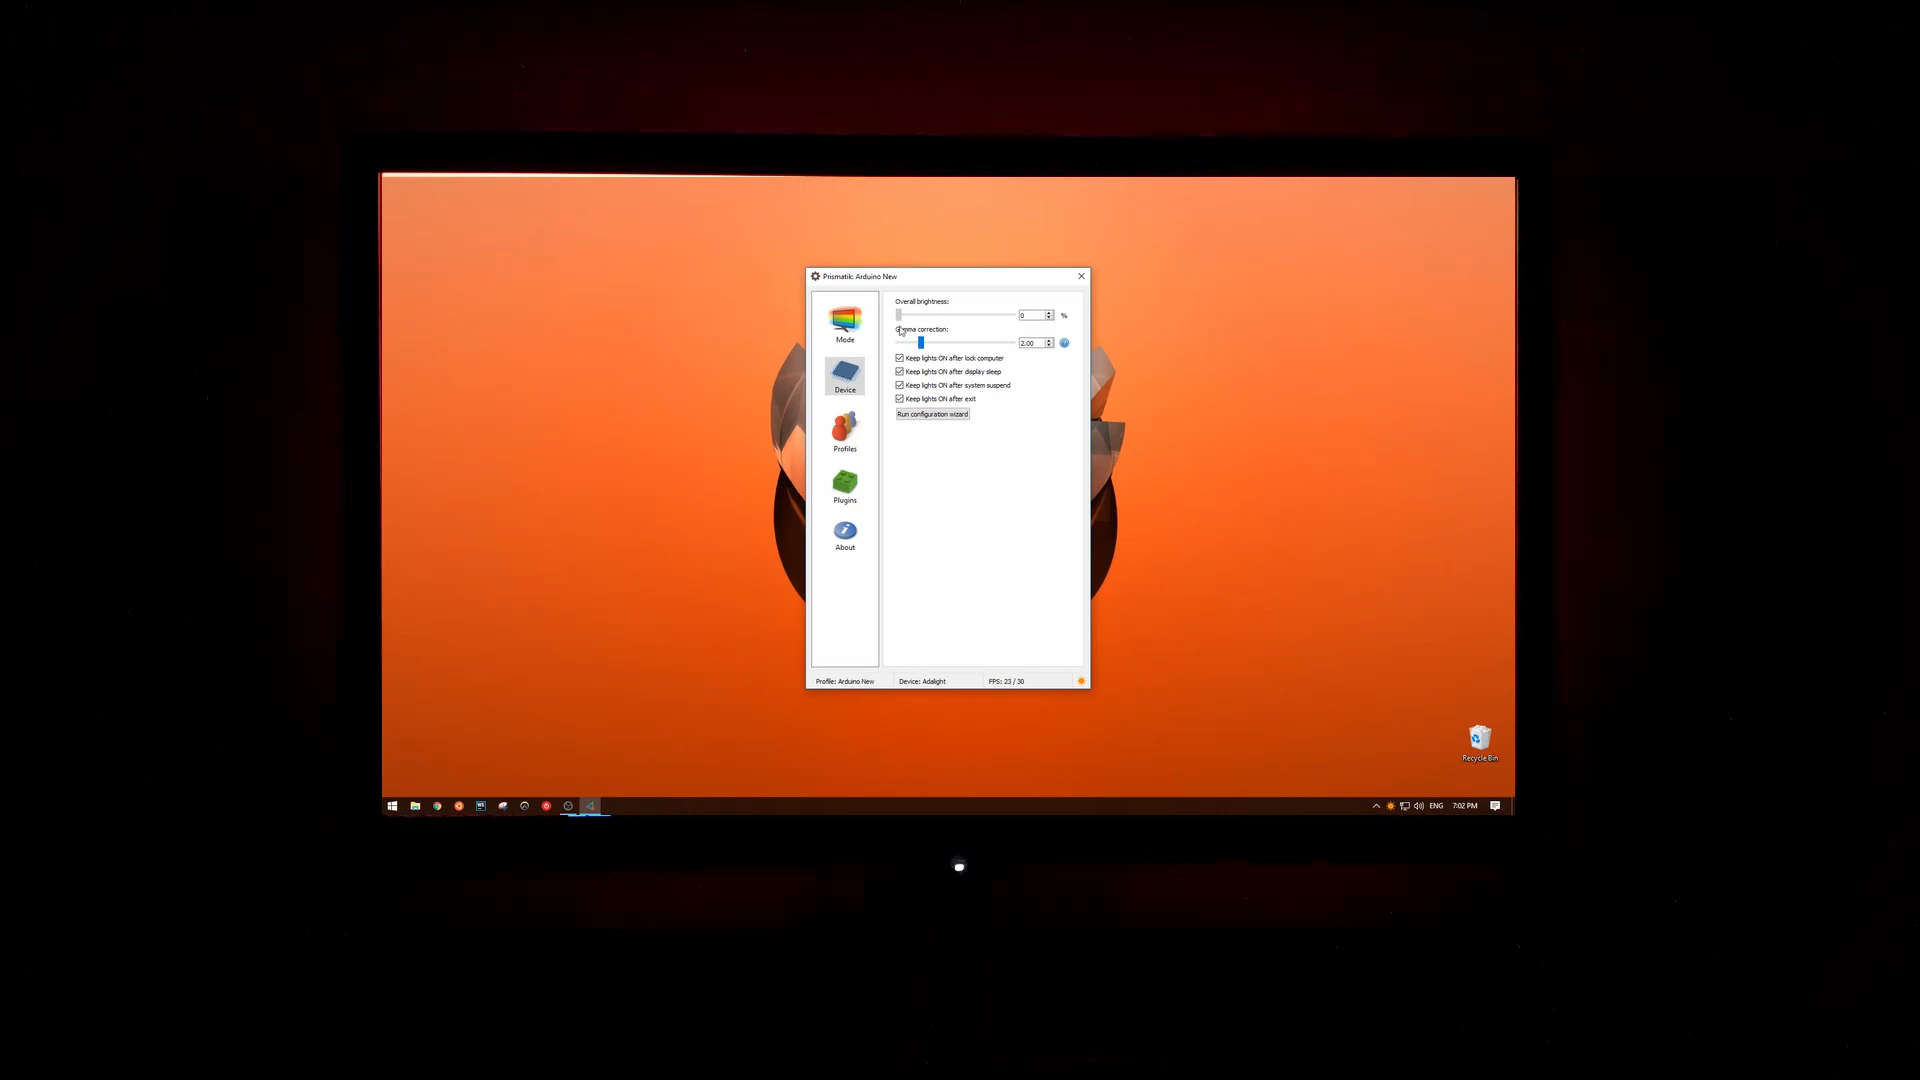 Prismatik: Arduino New
Overall brightness:
0 %
Gamma correction:
2.00
Keep lights ON after lock computer
Keep lights ON after display sleep
Keep lights ON after system suspend
Keep lights ON after exit
Run configuration wizard
Mode
Device
Profiles
Plugins
About
Profile: Arduino New
Device: Adalight
FPS: 23 / 30
Recycle Bin
WS
ENG
7:02 PM